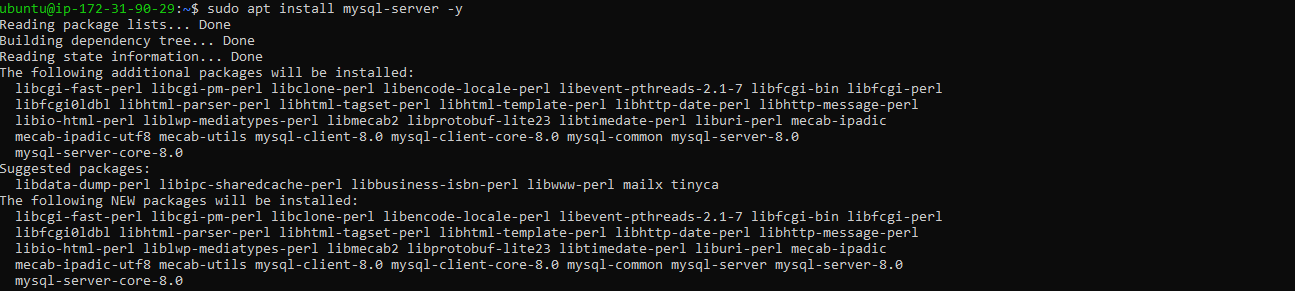 ubuntu@ip-172-31-90-29:~$ sudo apt install mysql-server -y
Reading package lists... Done
Building dependency tree... Done
Reading state information... Done
The following additional packages will be installed:
  libcgi-fast-perl libcgi-pm-perl libclone-perl libencode-locale-perl libevent-pthreads-2.1-7 libfcgi-bin libfcgi-perl
  libfcgi0ldbl libhtml-parser-perl libhtml-tagset-perl libhtml-template-perl libhttp-date-perl libhttp-message-perl
  libio-html-perl liblwp-mediatypes-perl libmecab2 libprotobuf-lite23 libtimedate-perl liburi-perl mecab-ipadic
  mecab-ipadic-utf8 mecab-utils mysql-client-8.0 mysql-client-core-8.0 mysql-common mysql-server-8.0
  mysql-server-core-8.0
Suggested packages:
  libdata-dump-perl libipc-sharedcache-perl libbusiness-isbn-perl libwww-perl mailx tinyca
The following NEW packages will be installed:
  libcgi-fast-perl libcgi-pm-perl libclone-perl libencode-locale-perl libevent-pthreads-2.1-7 libfcgi-bin libfcgi-perl
  libfcgi0ldbl libhtml-parser-perl libhtml-tagset-perl libhtml-template-perl libhttp-date-perl libhttp-message-perl
  libio-html-perl liblwp-mediatypes-perl libmecab2 libprotobuf-lite23 libtimedate-perl liburi-perl mecab-ipadic
  mecab-ipadic-utf8 mecab-utils mysql-client-8.0 mysql-client-core-8.0 mysql-common mysql-server mysql-server-8.0
  mysql-server-core-8.0